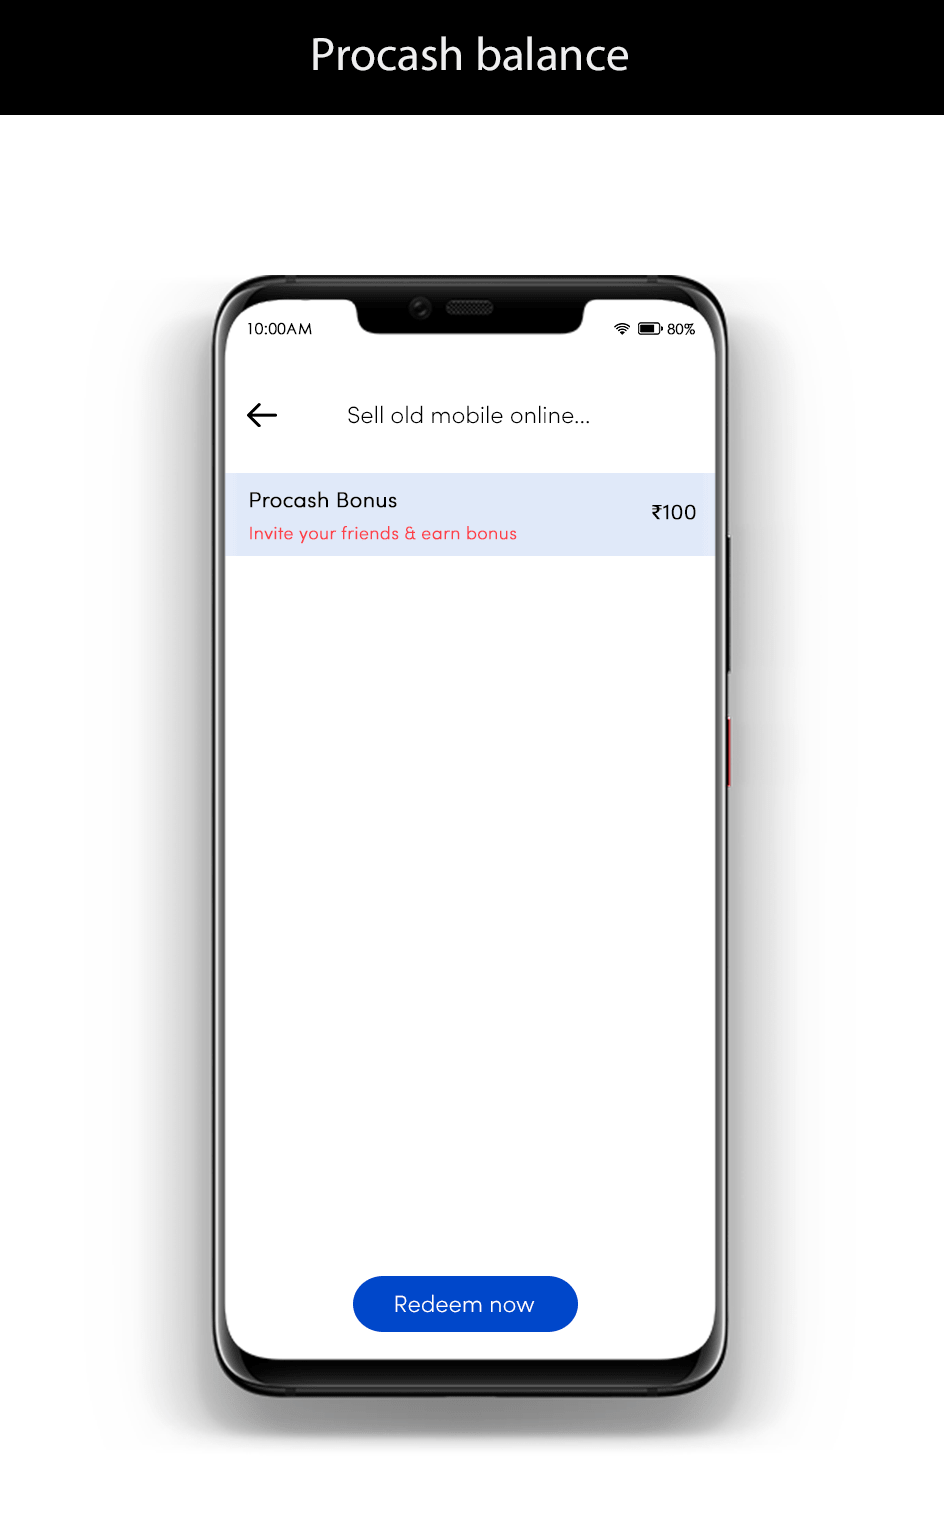 Procash balance
10:00AM
80%
Sell old mobile online...
Procash Bonus
₹100
Invite your friends & earn bonus
Redeem now